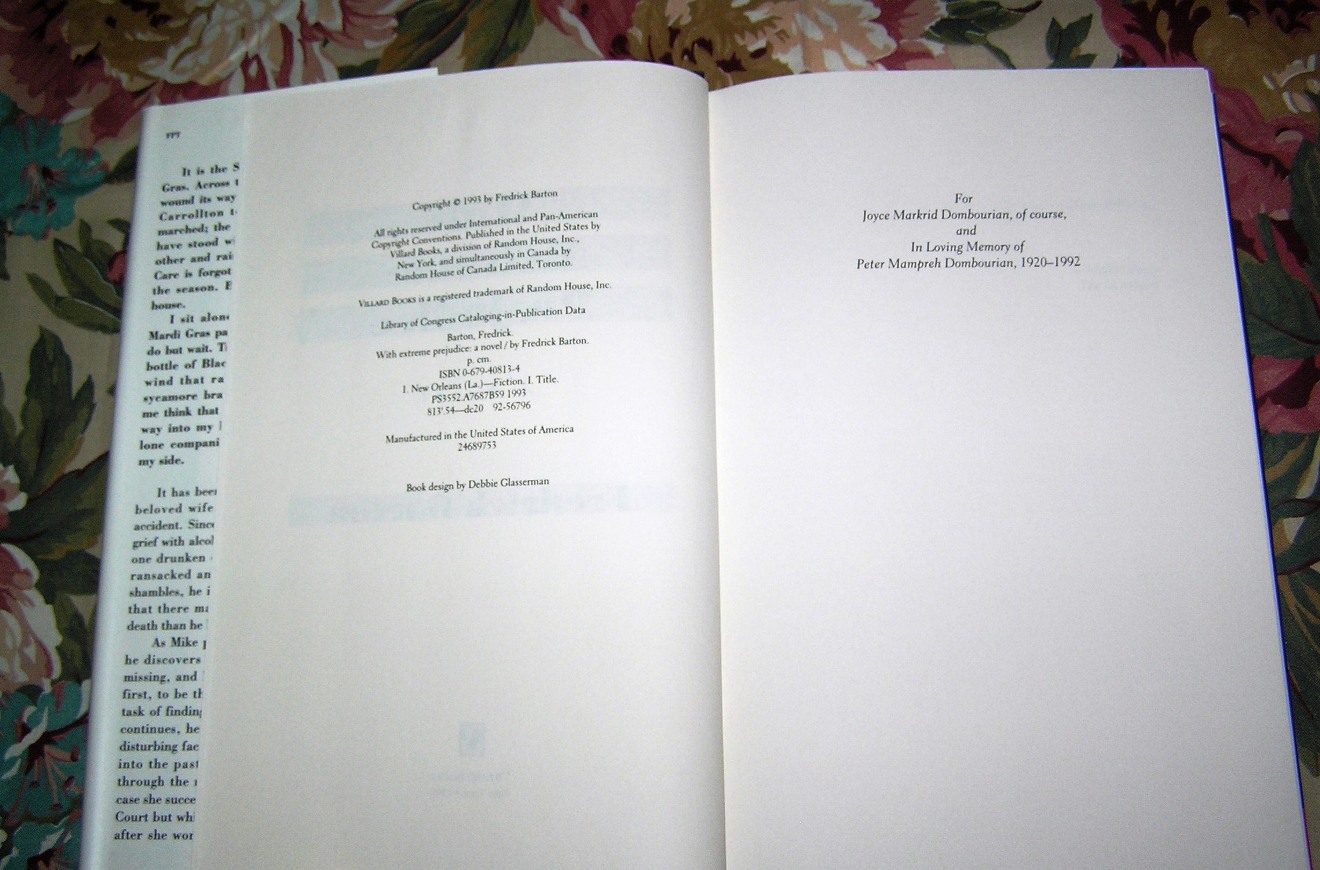 FPT
It is the S
Gras. Across t
wound its way
Carrollton t
marched; the
have stood w
other and rai
Care is forgot
the season. E
house.
I sit alone
Mardi Gras pa
do but wait. T
bottle of Blac
wind that ra
sycamore bra
me think that
way into my
lone compani
my side.
It has been
beloved wife
accident. Since
grief with alcol
one drunken
ransacked an
shambles, he i
that there ma
death than he
As Mike p
he discovers
missing, and
first, to be th
task of finding
continues, he
disturbing fac
into the past
through the
case she succe
Court but whi
after she wor
Copyright © 1993 by Fredrick Barton
All rights reserved under International and Pan-American
Copyright Conventions. Published in the United States by
Villard Books, a division of Random House, Inc.,
New York, and simultaneously in Canada by
Random House of Canada Limited, Toronto.
VILLARD BOOKS is a registered trademark of Random House, Inc.
Library of Congress Cataloging-in-Publication Data
Barton, Fredrick.
With extreme prejudice: a novel / by Fredrick Barton.
p. cm.
ISBN 0-679-40813-4
1. New Orleans (La.)—Fiction. I. Title.
PS3552.A7687B59 1993
813'.54—dc20 92-56796
Manufactured in the United States of America
24689753
Book design by Debbie Glasserman
For
Joyce Markrid Dombourian, of course,
and
In Loving Memory of
Peter Mampreh Dombourian, 1920–1992